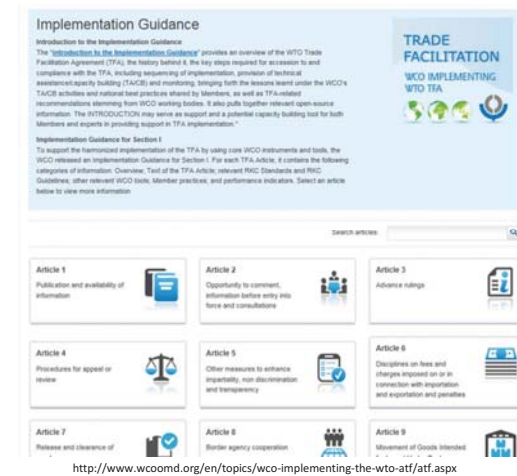 Implementation Guidance
Introduction to the Implementation Guidance
The "Introduction to the Implementation Guidance" provides an overview of the WTO Trade
Facilitation Agreement (TFA), the history behind it, the key steps required for accession to and
compliance with the TFA, including sequencing of implementation, provision of technical
assistance/capacity building (TA/CB) and monitoring, bringing forth the lessons learnt under the WCO's
TA/CB activities and national best practices shared by Members, as well as TFA-related
recommendations stemming from WCO working bodies. It also pulls together relevant open-source
information. The INTRODUCTION may serve as support and a potential capacity building tool for both
Members and experts in providing support in TFA implementation."
Implementation Guidance for Section I
To support the harmonized implementation of the TFA by using core WCO instruments and tools, the
WCO released an Implementation Guidance for Section I. For each TFA Article, it contains the following
categories of information: Overview; Text of the TFA Article; relevant RKC Standards and RKC
Guidelines; other relevant WCO tools, Member practices; and performance indicators. Select an article
below to view more information
TRADE
FACILITATION
WCO IMPLEMENTING
WTO TFA
Search articles
Article 1
Publication and availability of
information
Article 2
Opportunity to comment,
information before entry into
force and consultations
Article 3
Advance rulings
Article 4
Procedures for appeal or
review
Article 5
Other measures to enhance
impartiality, non discrimination
and transparency
Article 6
Disciplines on fees and
charges imposed on or in
connection with importation
and exportation and penalties
Article 7
Release and clearance of
Article 8
Border agency cooperation
Article 9
Movement of Goods Intended
http://www.wcoomd.org/en/topics/wco-implementing-the-wto-atf/atf.aspx